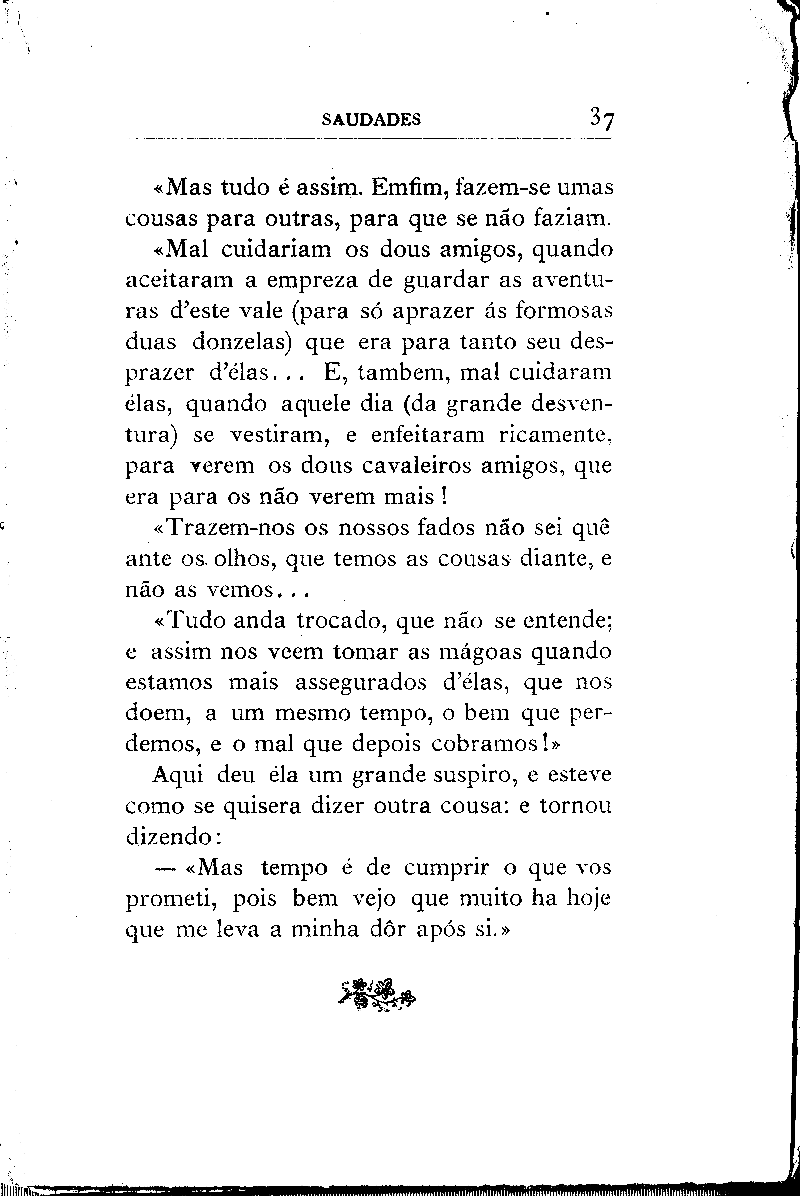 SAUDADES 37
«Mas tudo é assim. Emfim, fazem-se umas
cousas para outras, para que se não faziam.
«Mal cuidariam os dous amigos, quando
aceitaram a empreza de guardar as aventu-
ras d'este vale (para só aprazer ás formosas
duas donzelas) que era para tanto seu des-
prazer d'élas... E, tambem, mal cuidaram
élas, quando aquele dia (da grande desven-
tura) se vestiram, e enfeitaram ricamente,
para verem os dous cavaleiros amigos, que
era para os não verem mais!
«Trazem-nos os nossos fados não sei quê
ante os olhos, que temos as cousas diante, e
não as vemos...
«Tudo anda trocado, que não se entende;
e assim nos veem tomar as mágoas quando
estamos mais assegurados d'élas, que nos
doem, a um mesmo tempo, o bem que per-
demos, e o mal que depois cobramos!»
Aqui deu éla um grande suspiro, e esteve
como se quisera dizer outra cousa: e tornou
dizendo:
— «Mas tempo é de cumprir o que vos
prometi, pois bem vejo que muito ha hoje
que me leva a minha dôr após si.»